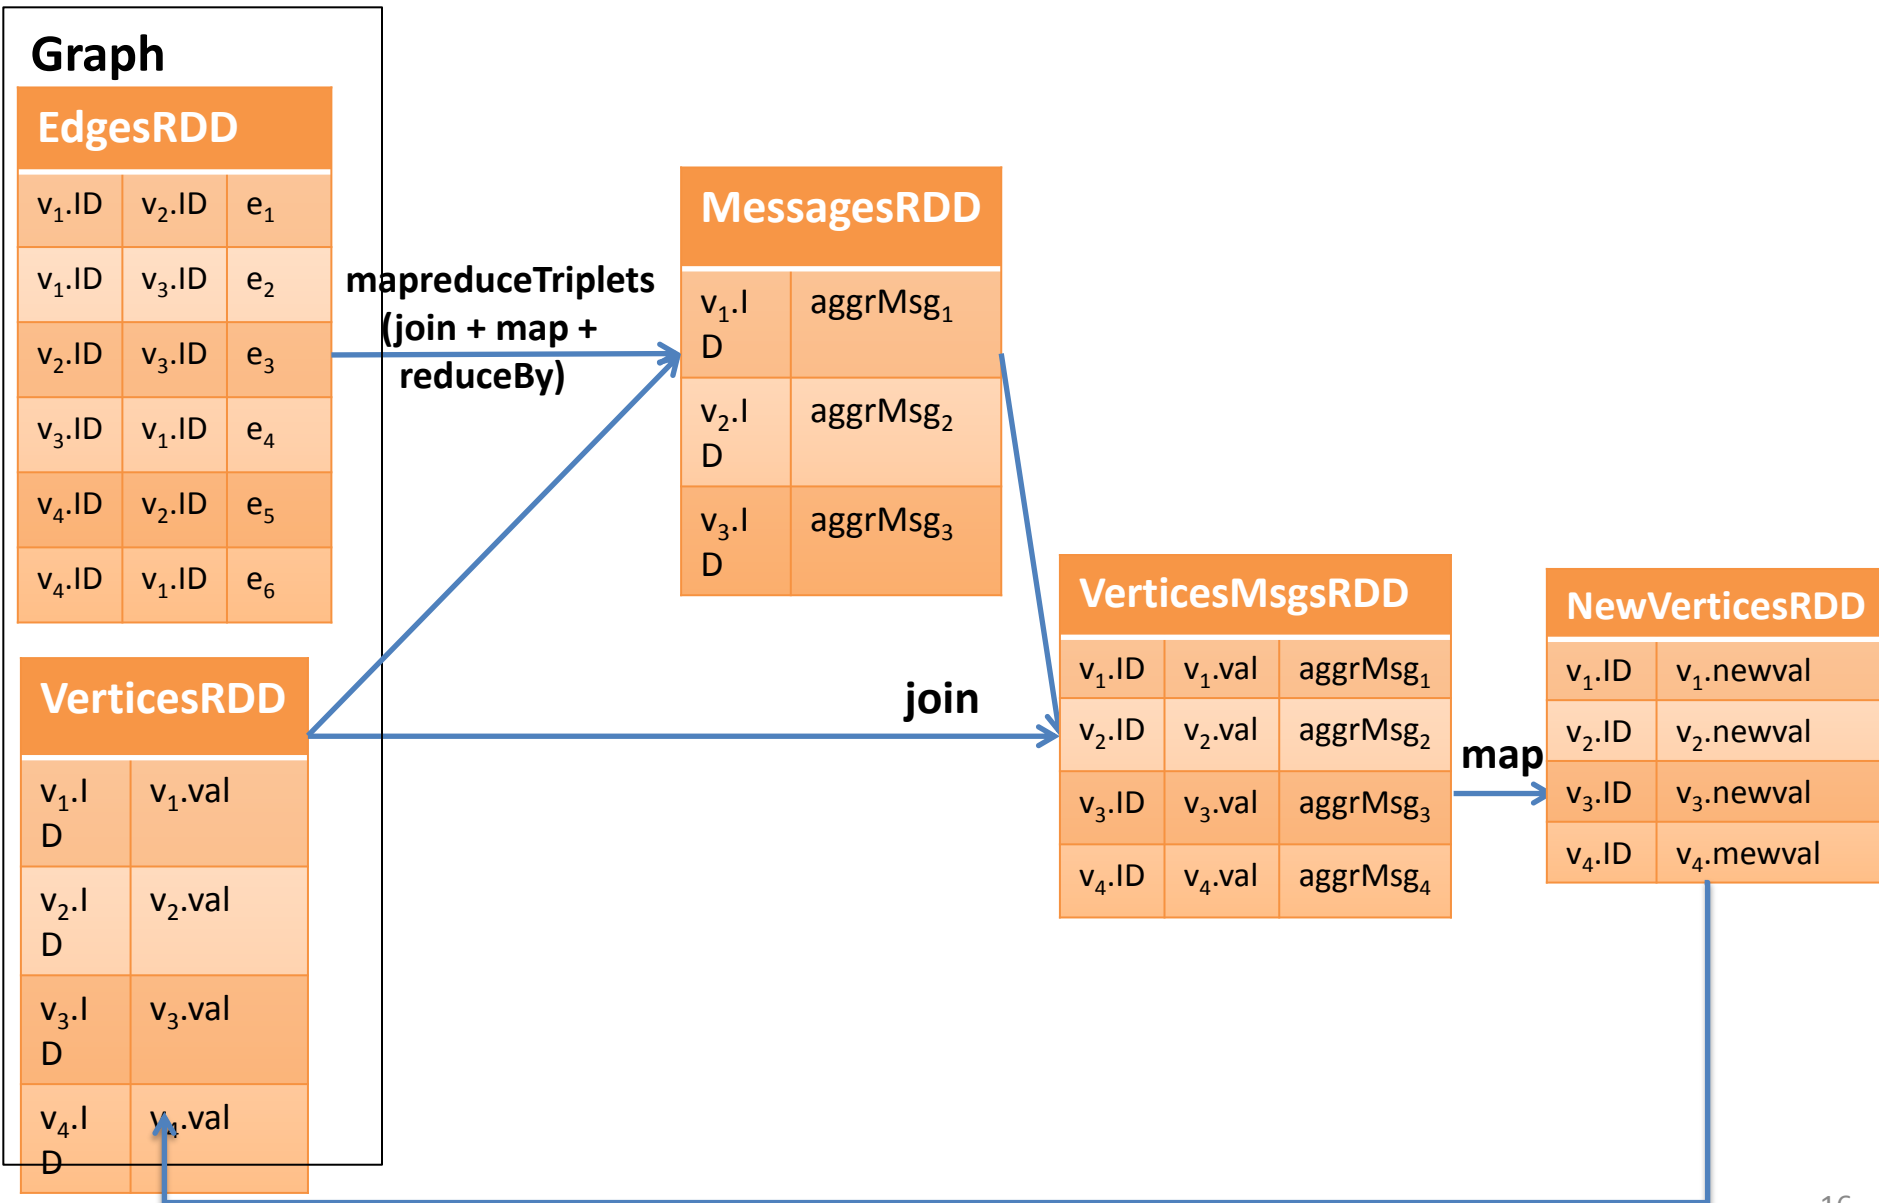 Graph
EdgesRDD
v₁.ID v₂.ID e₁
v₁.ID v₃.ID e₂
v₂.ID v₃.ID e₃
v₃.ID v₁.ID e₄
v₄.ID v₂.ID e₅
v₄.ID v₁.ID e₆
VerticesRDD
v₁.I v₁.val
D
v₂.I v₂.val
D
v₃.I v₃.val
D
v₄.I v₄.val
D
mapreduceTriplets
(join + map +
reduceBy)
MessagesRDD
v₁.I aggrMsg₁
D
v₂.I aggrMsg₂
D
v₃.I aggrMsg₃
D
join
VerticesMsgsRDD
v₁.ID v₁.val aggrMsg₁
v₂.ID v₂.val aggrMsg₂
v₃.ID v₃.val aggrMsg₃
v₄.ID v₄.val aggrMsg₄
map
NewVerticesRDD
v₁.ID v₁.newval
v₂.ID v₂.newval
v₃.ID v₃.newval
v₄.ID v₄.mewval
16